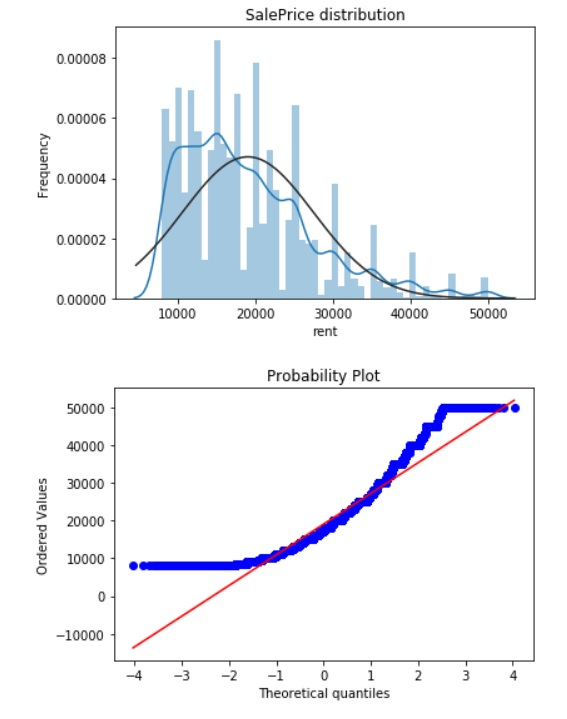 SalePrice distribution
Frequency
0.00008
0.00006
0.00004
0.00002
0.00000
10000 20000 30000 40000 50000
rent
Probability Plot
Ordered Values
50000
40000
30000
20000
10000
0
−10000
−4 −3 −2 −1 0 1 2 3 4
Theoretical quantiles